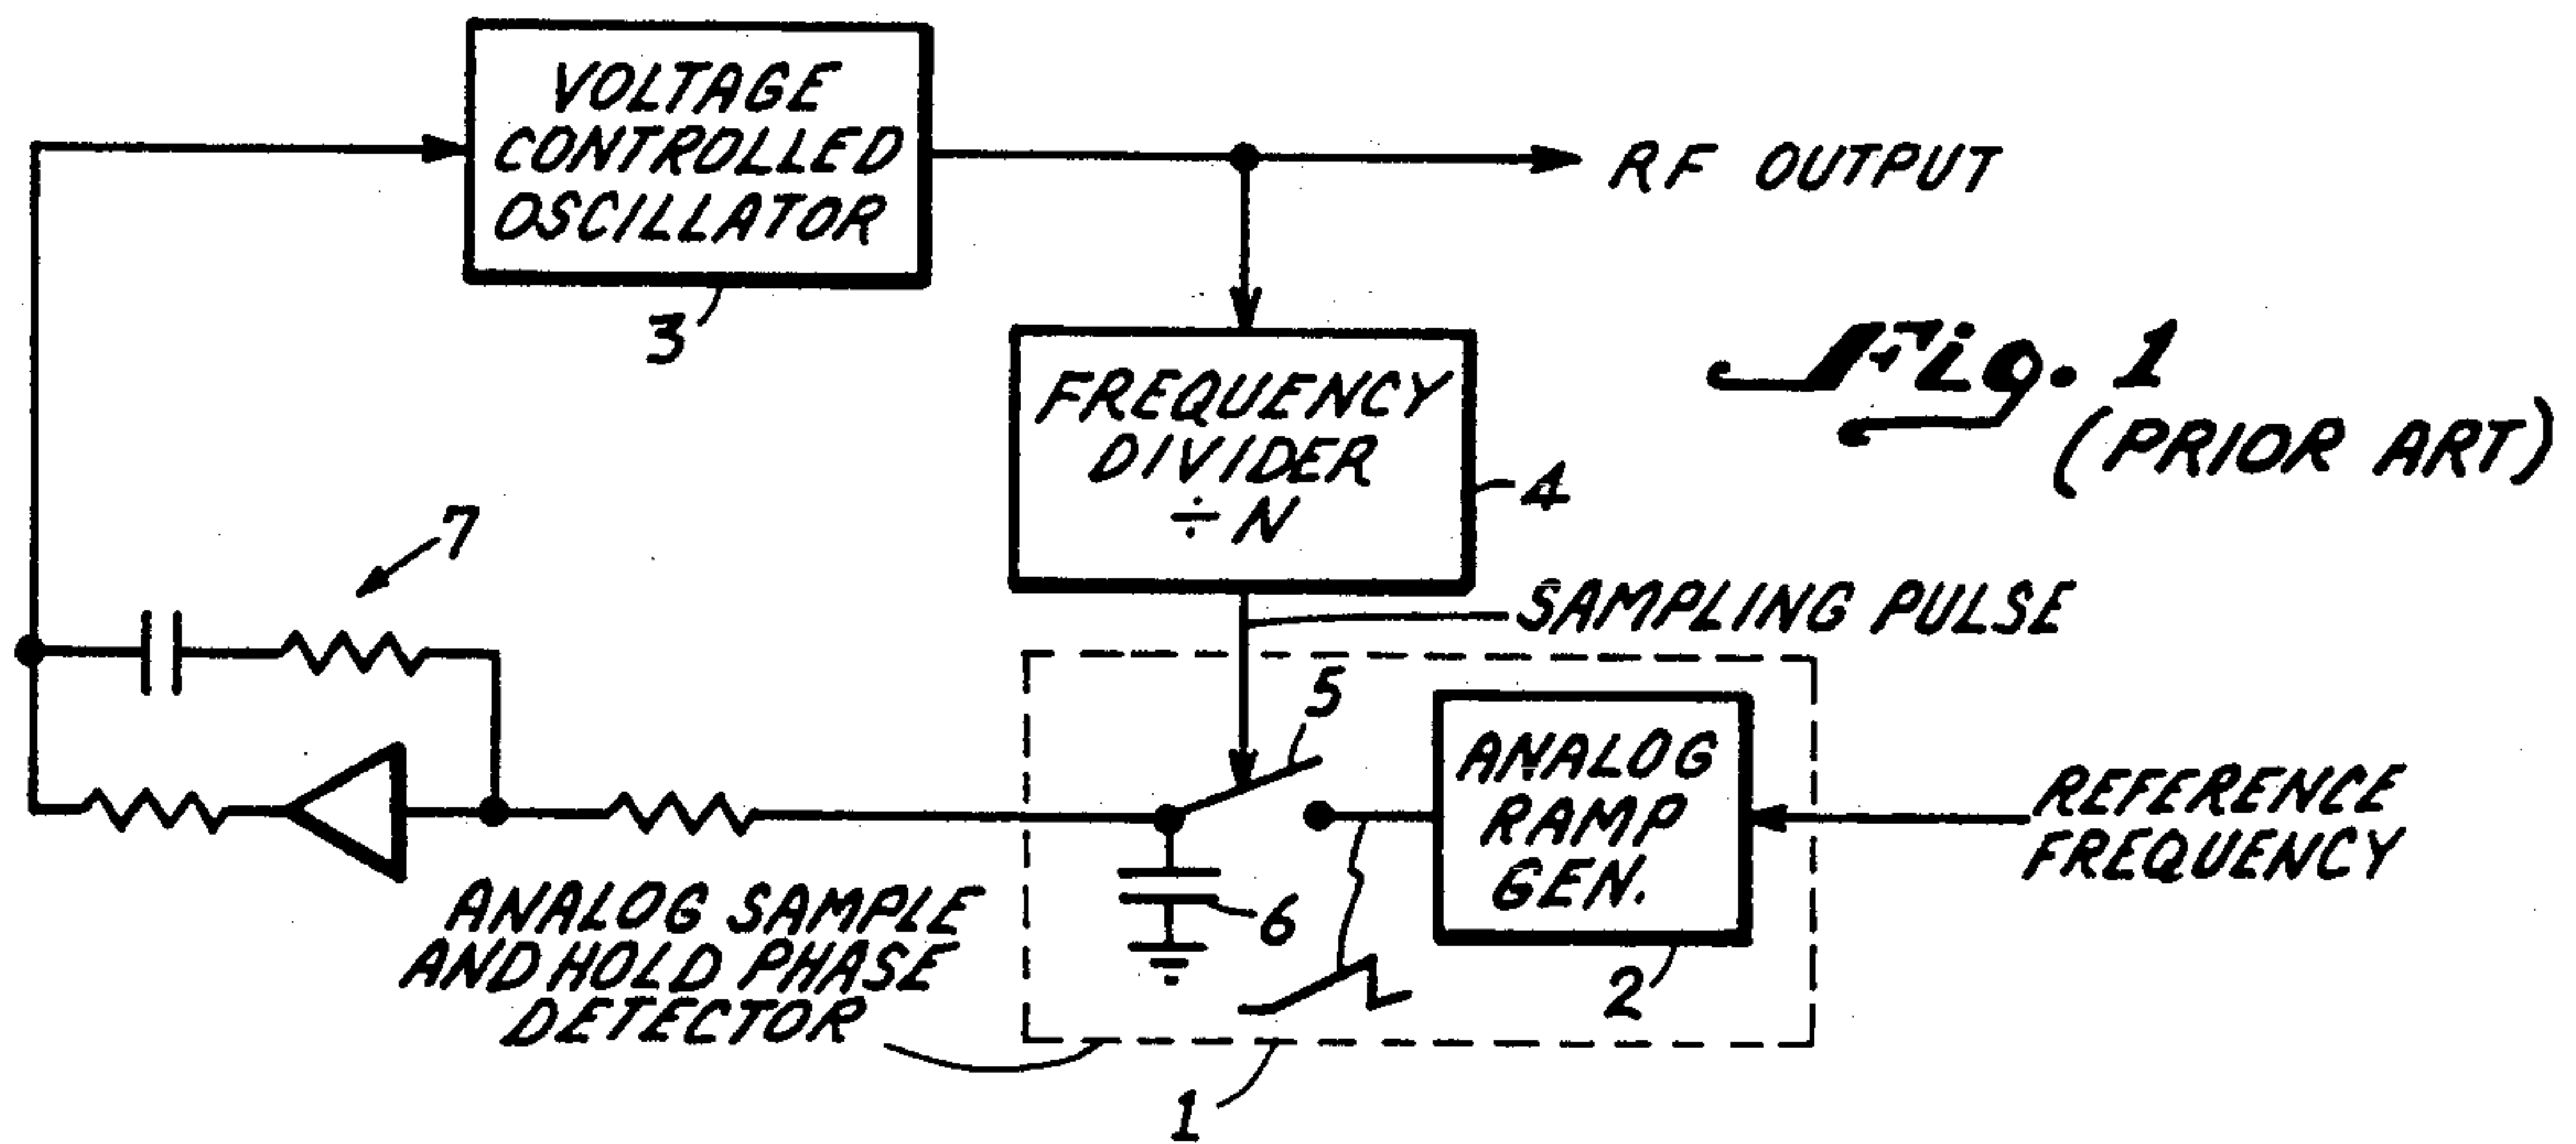 VOLTAGE
CONTROLLED
OSCILLATOR
3
RF OUTPUT
FREQUENCY
DIVIDER
÷ N
4
Fig. 1
(PRIOR ART)
7
SAMPLING PULSE
5
ANALOG
RAMP
GEN.
2
REFERENCE
FREQUENCY
6
ANALOG SAMPLE
AND HOLD PHASE
DETECTOR
1